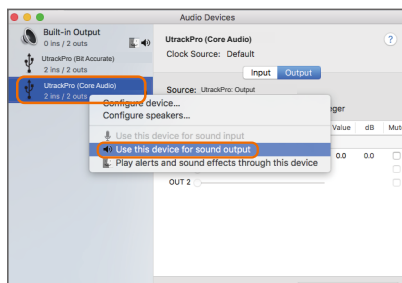 Audio Devices
Built-in Output
0 ins / 2 outs
UtrackPro (Bit Accurate)
2 ins / 2 outs
UtrackPro (Core Audio)
2 ins / 2 outs
UtrackPro (Core Audio)
?
Clock Source: Default
Input Output
Source: UtrackPro: Output
Configure device...
Configure speakers...
Use this device for sound input
Use this device for sound output
Play alerts and sound effects through this device
nger
Value dB Mute
0.0 0.0
OUT 2